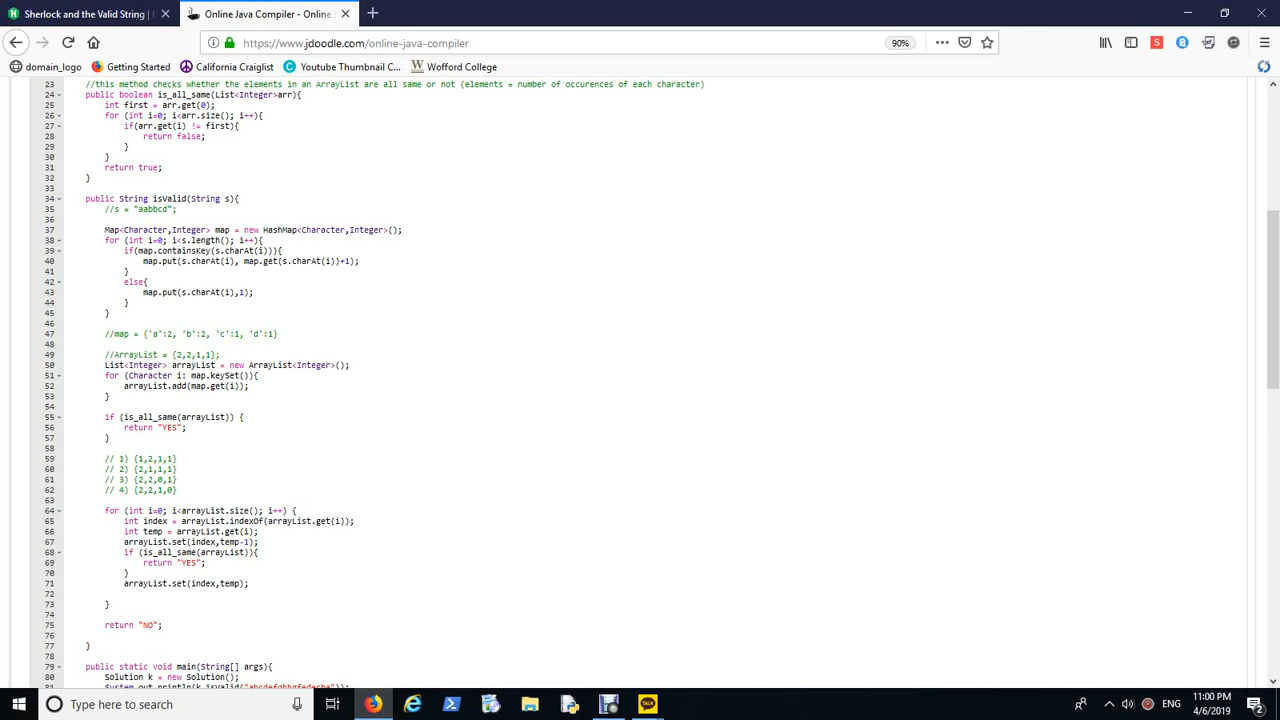 Sherlock and the Valid String |
Online Java Compiler - Online
https://www.jdoodle.com/online-java-compiler
90%
domain_logo
Getting Started
California Craiglist
Youtube Thumbnail C...
Wofford College
23 //this method checks whether the elements in an ArrayList are all same or not (elements = number of occurences of each character)
24 public boolean is_all_same(List<Integer>arr){
25 int first = arr.get(0);
26 for (int i=0; i<arr.size(); i++){
27 if(arr.get(i) != first){
28 return false;
29 }
30 }
31 return true;
32 }
33
34 public String isValid(String s){
35 //s = "aabbcd";
36
37 Map<Character,Integer> map = new HashMap<Character,Integer>();
38 for (int i=0; i<s.length(); i++){
39 if(map.containsKey(s.charAt(i))){
40 map.put(s.charAt(i), map.get(s.charAt(i))+1);
41 }
42 else{
43 map.put(s.charAt(i),1);
44 }
45 }
46
47 //map = {'a':2, 'b':2, 'c':1, 'd':1}
48
49 //ArrayList = {2,2,1,1};
50 List<Integer> arrayList = new ArrayList<Integer>();
51 for (Character i: map.keySet()){
52 arrayList.add(map.get(i));
53 }
54
55 if (is_all_same(arrayList)) {
56 return "YES";
57 }
58
59 // 1) {1,2,1,1}
60 // 2) {2,1,1,1}
61 // 3) {2,2,0,1}
62 // 4) {2,2,1,0}
63
64 for (int i=0; i<arrayList.size(); i++) {
65 int index = arrayList.indexOf(arrayList.get(i));
66 int temp = arrayList.get(i);
67 arrayList.set(index,temp-1);
68 if (is_all_same(arrayList)){
69 return "YES";
70 }
71 arrayList.set(index,temp);
72
73 }
74
75 return "NO";
76
77 }
78
79 public static void main(String[] args){
80 Solution k = new Solution();
81 System.out.println(k.isValid("abcdefghhgfedecba"));
Type here to search
TALK
ENG
11:00 PM
4/6/2019
2